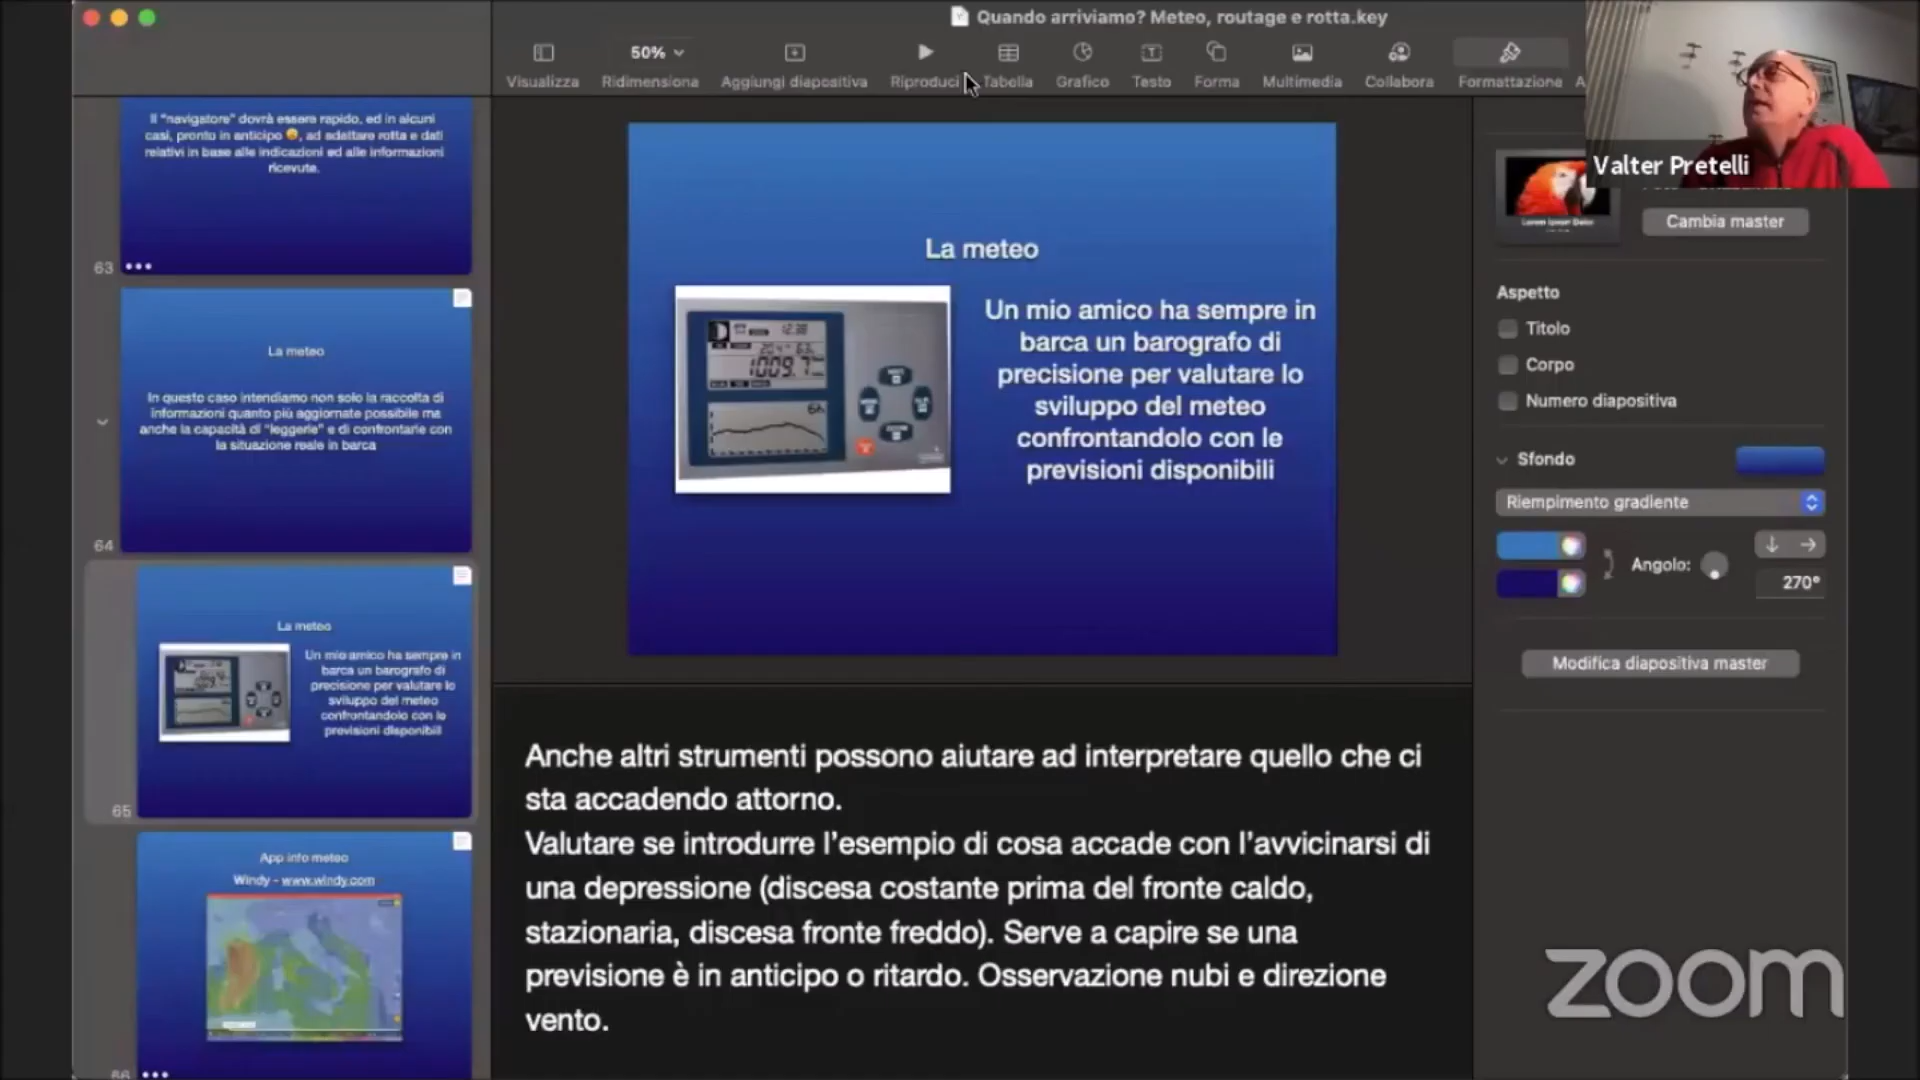 Quando arriviamo? Meteo, routage e rotta.key
50%
Visualizza
Ridimensiona
Aggiungi diapositiva
Riproduci
Tabella
Grafico
Testo
Forma
Multimedia
Collabora
Formattazione
A
Valter Pretelli
Il "navigatore" dovrà essere rapido, ed in alcuni
casi, pronto in anticipo 😀, ad adattare rotta e dati
relativi in base alle indicazioni ed alle informazioni
ricevute.
63
La meteo
In questo caso intendiamo non solo la raccolta di
informazioni quanto più aggiornate possibile ma
anche la capacità di "leggerle" e di confrontarle con
la situazione reale in barca
64
La meteo
Un mio amico ha sempre in
barca un barografo di
precisione per valutare lo
sviluppo del meteo
confrontandolo con le
previsioni disponibili
65
App info meteo
Windy - www.windy.com
66
La meteo
12.38
1009.7
6h
Un mio amico ha sempre in
barca un barografo di
precisione per valutare lo
sviluppo del meteo
confrontandolo con le
previsioni disponibili
Anche altri strumenti possono aiutare ad interpretare quello che ci
sta accadendo attorno.
Valutare se introdurre l'esempio di cosa accade con l'avvicinarsi di
una depressione (discesa costante prima del fronte caldo,
stazionaria, discesa fronte freddo). Serve a capire se una
previsione è in anticipo o ritardo. Osservazione nubi e direzione
vento.
Lorem Ipsum Dolor
Cambia master
Aspetto
Titolo
Corpo
Numero diapositiva
Sfondo
Riempimento gradiente
Angolo:
270°
Modifica diapositiva master
zoom